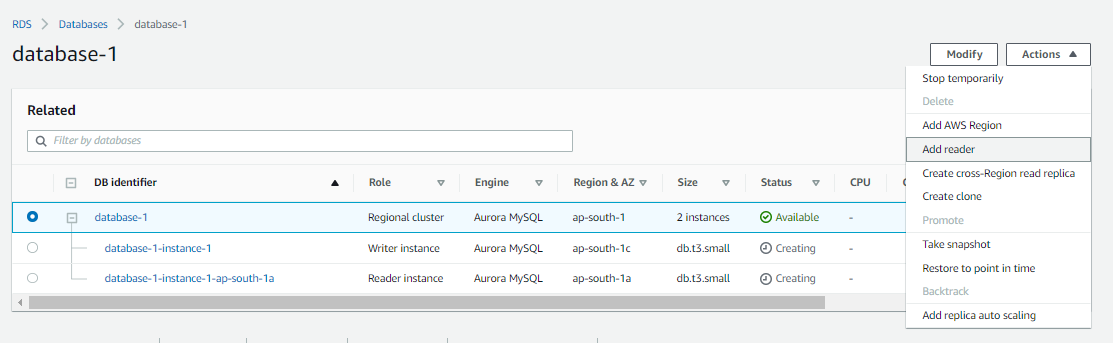 RDS > Databases > database-1
database-1
Modify
Actions
Stop temporarily
Delete
Add AWS Region
Add reader
Create cross-Region read replica
Create clone
Promote
Take snapshot
Restore to point in time
Backtrack
Add replica auto scaling
Related
Filter by databases
DB identifier Role Engine Region & AZ Size Status CPU
database-1 Regional cluster Aurora MySQL ap-south-1 2 instances Available -
database-1-instance-1 Writer instance Aurora MySQL ap-south-1c db.t3.small Creating -
database-1-instance-1-ap-south-1a Reader instance Aurora MySQL ap-south-1a db.t3.small Creating -